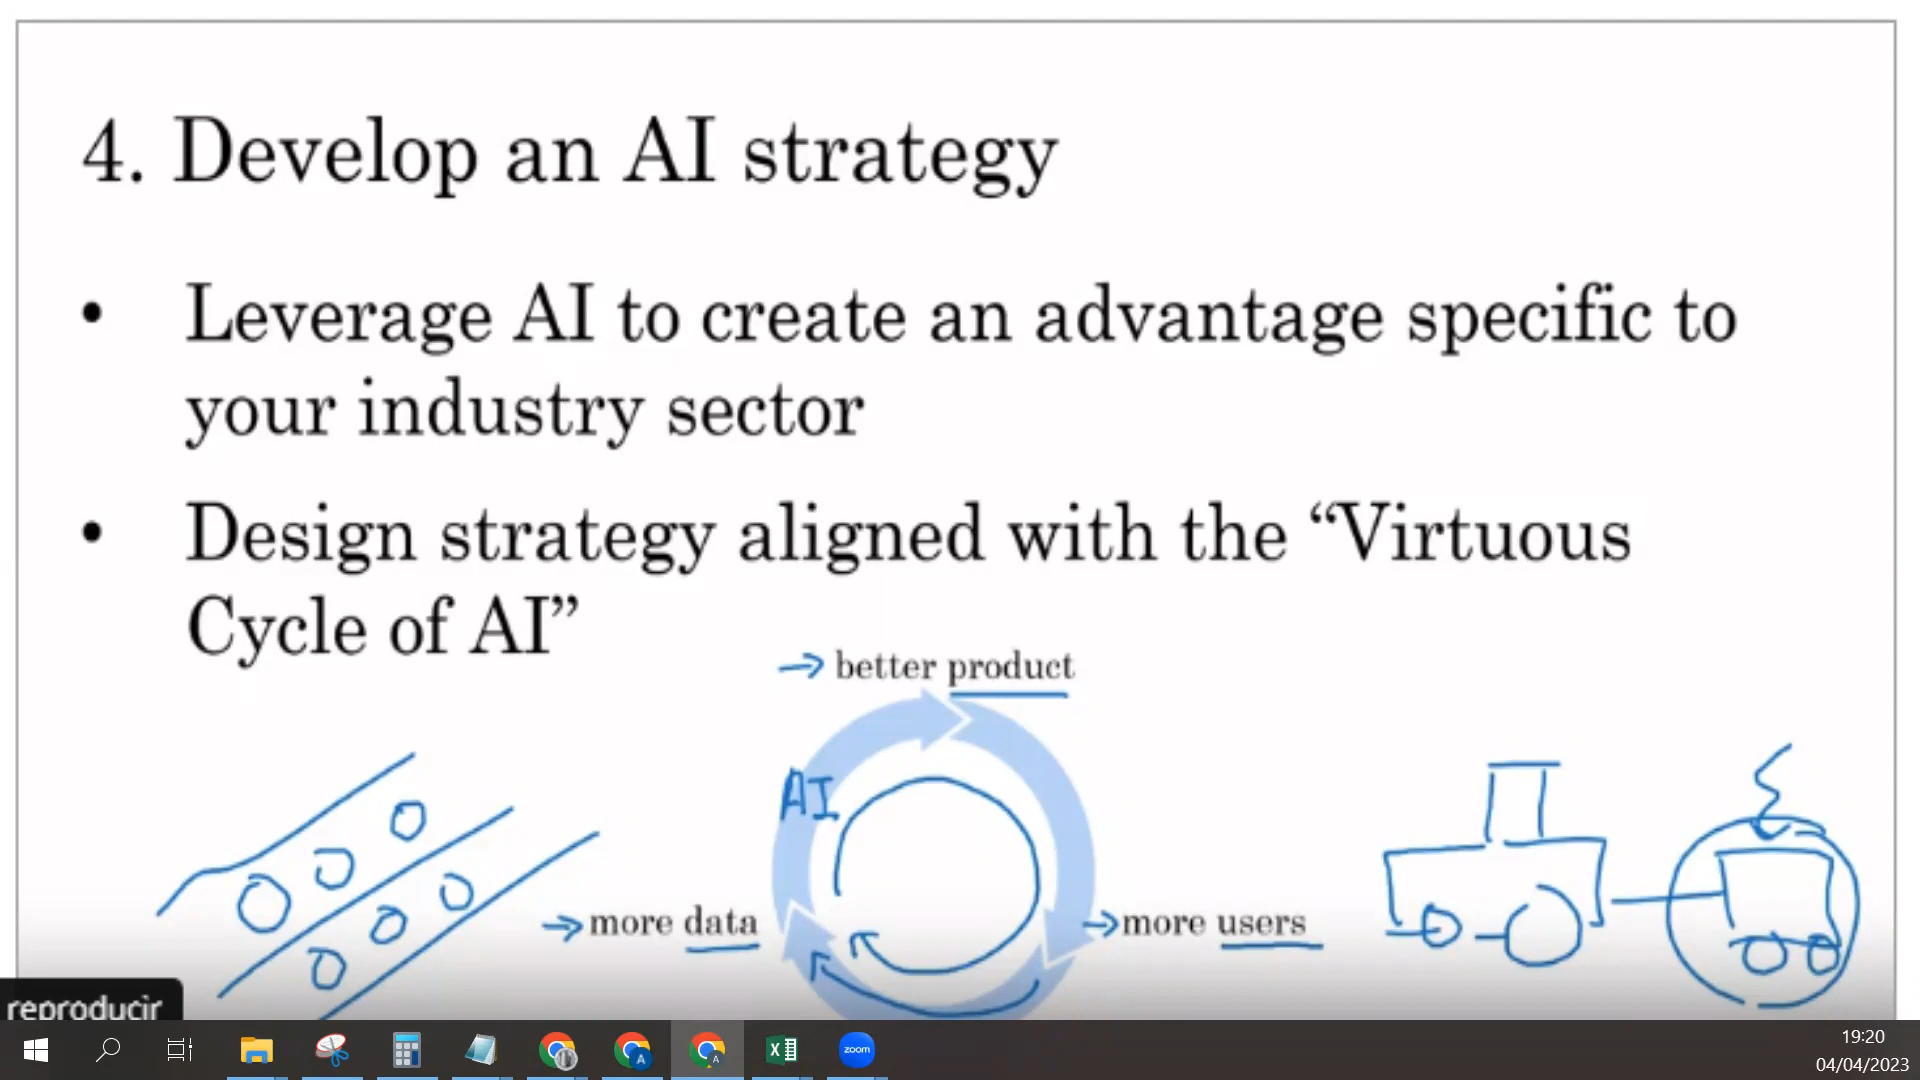 4. Develop an AI strategy
• Leverage AI to create an advantage specific to
your industry sector
• Design strategy aligned with the “Virtuous
Cycle of AI”
better product
AI
more data
more users
reproducir
A
A
X
zoom
19:20
04/04/2023